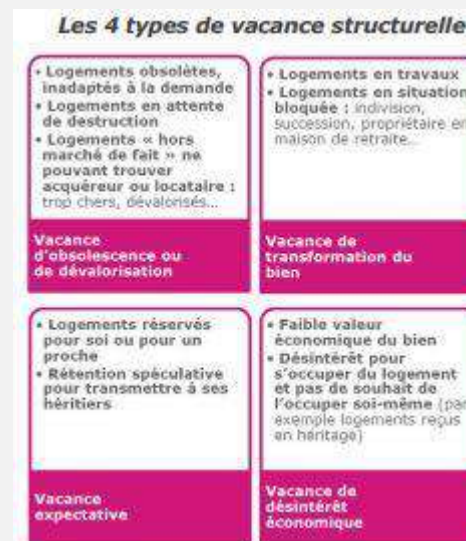 Les 4 types de vacance structurelle
• Logements obsolètes,
inadaptés à la demande
• Logements en attente
de destruction
• Logements « hors
marché de fait » ne
pouvant trouver
acquéreur ou locataire :
trop chers, dévalorisés...
Vacance
d'obsolescence ou
de dévalorisation
• Logements en travaux
• Logements en situation
bloquée : indivision,
succession, propriétaire en
maison de retraite...
Vacance de
transformation du
bien
• Logements réservés
pour soi ou pour un
proche
• Rétention spéculative
pour transmettre à ses
héritiers
Vacance
expectative
• Faible valeur
économique du bien
• Désintérêt pour
s'occuper du logement
et pas de souhait de
l'occuper soi-même (par
exemple logements reçus
en héritage)
Vacance de
désintérêt
économique